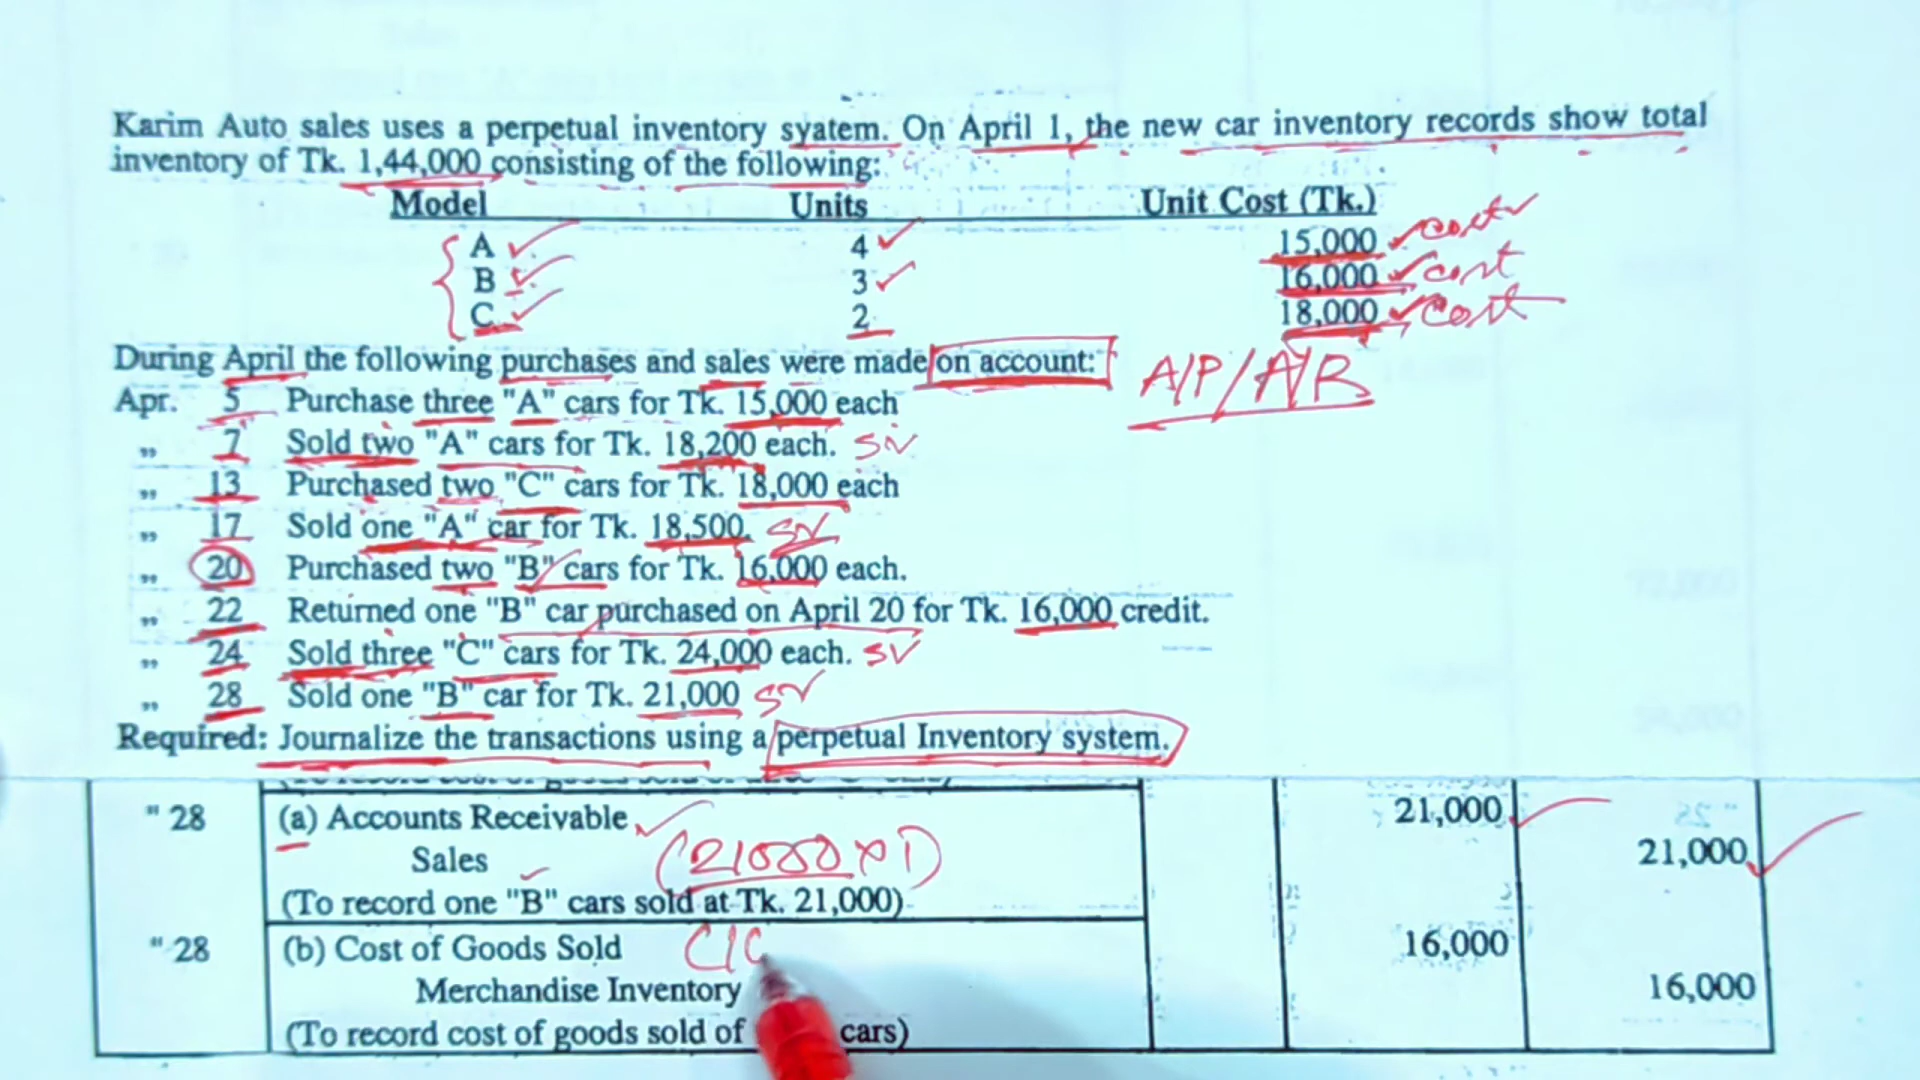 Karim Auto sales uses a perpetual inventory syatem. On April 1, the new car inventory records show total
inventory of Tk. 1,44,000 consisting of the following:
Model Units Unit Cost (Tk.)
A 4 15,000 cost
B 3 16,000 cost
C 2 18,000 cost
During April the following purchases and sales were made on account: A/P/A/R
Apr. 5 Purchase three "A" cars for Tk. 15,000 each
,, 7 Sold two "A" cars for Tk. 18,200 each. SV
,, 13 Purchased two "C" cars for Tk. 18,000 each
,, 17 Sold one "A" car for Tk. 18,500. SV
,, 20 Purchased two "B" cars for Tk. 16,000 each.
,, 22 Returned one "B" car purchased on April 20 for Tk. 16,000 credit.
,, 24 Sold three "C" cars for Tk. 24,000 each. SV
,, 28 Sold one "B" car for Tk. 21,000 SV
Required: Journalize the transactions using a perpetual Inventory system.
" 28 (a) Accounts Receivable 21,000
Sales (21000×1) 21,000
(To record one "B" cars sold at Tk. 21,000)
" 28 (b) Cost of Goods Sold 16,000
Merchandise Inventory 16,000
(To record cost of goods sold of cars)